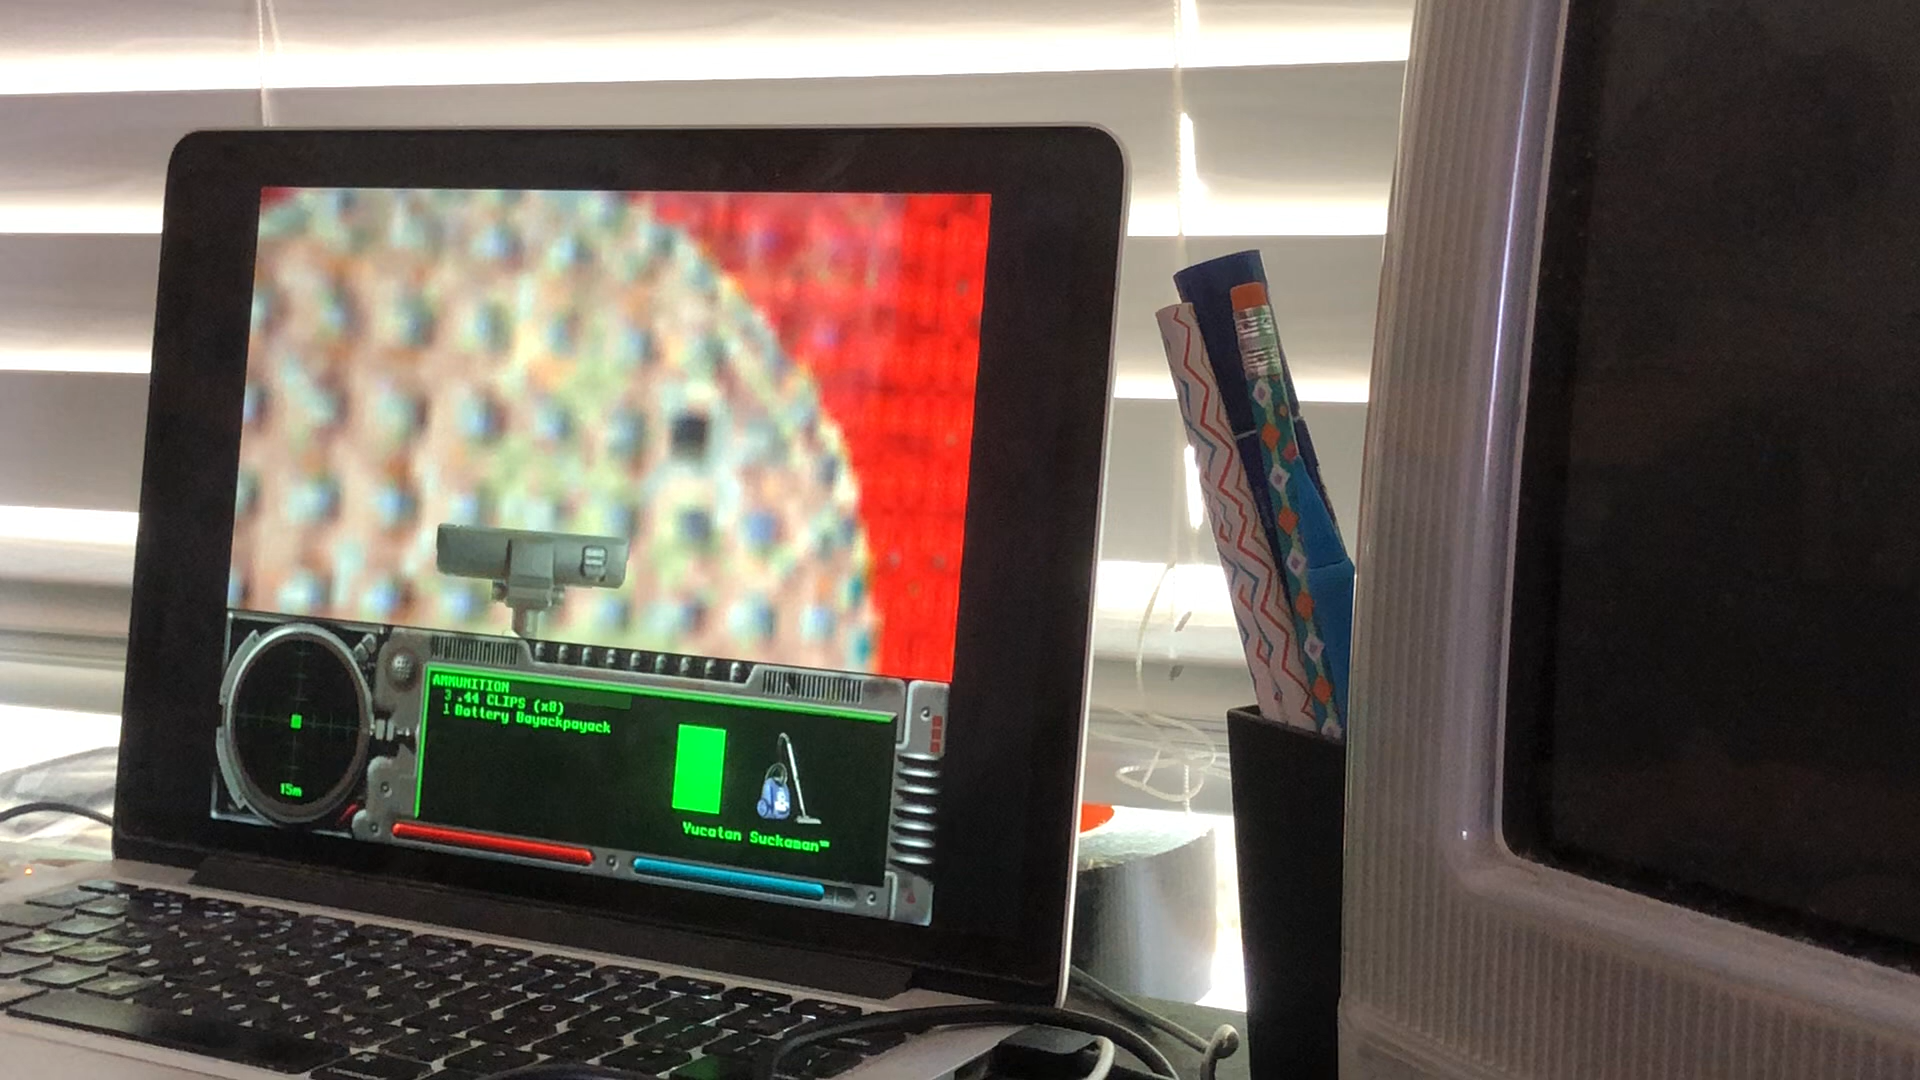 AMMUNITION
3 .44 CLIPS (x8)
1 Battery Bayackpayack
15m
Yucatan Suckaman™